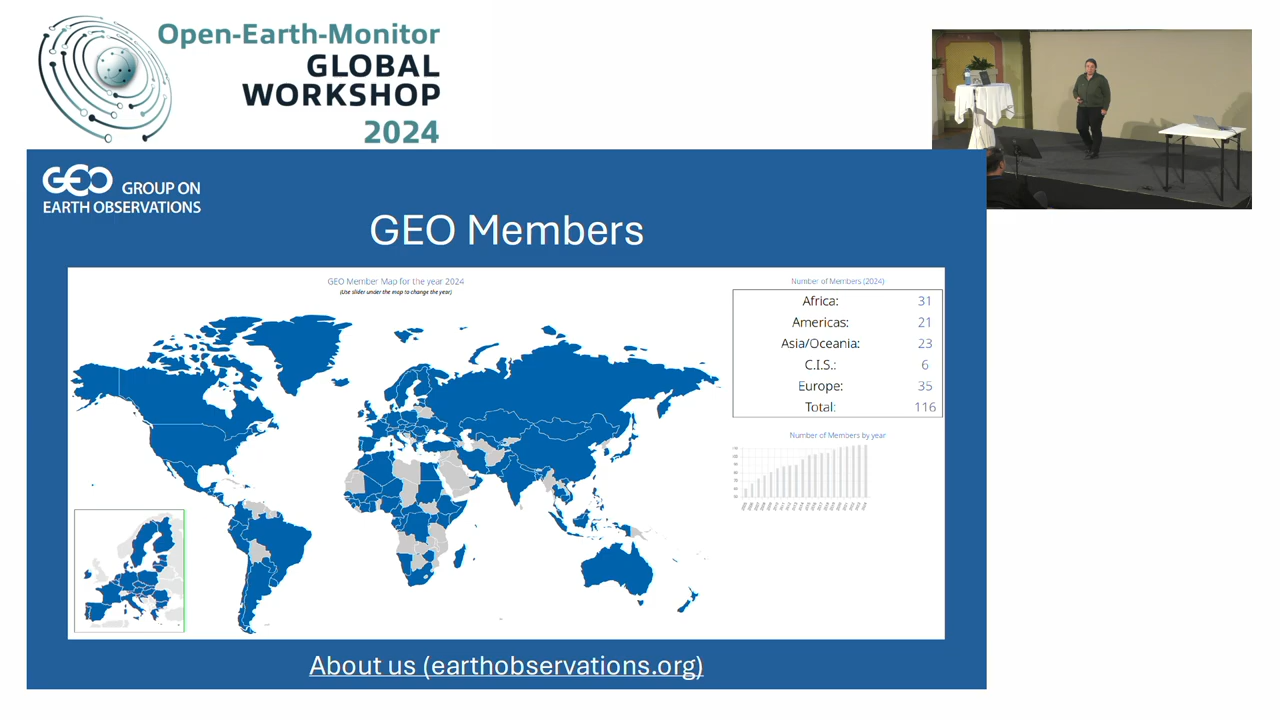 Open-Earth-Monitor
GLOBAL
WORKSHOP
2024
GEO GROUP ON
EARTH OBSERVATIONS
GEO Members
GEO Member Map for the year 2024
(Use slider under the map to change the year)
Number of Members (2024)
Africa: 31
Americas: 21
Asia/Oceania: 23
C.I.S.: 6
Europe: 35
Total: 116
Number of Members by year
About us (earthobservations.org)